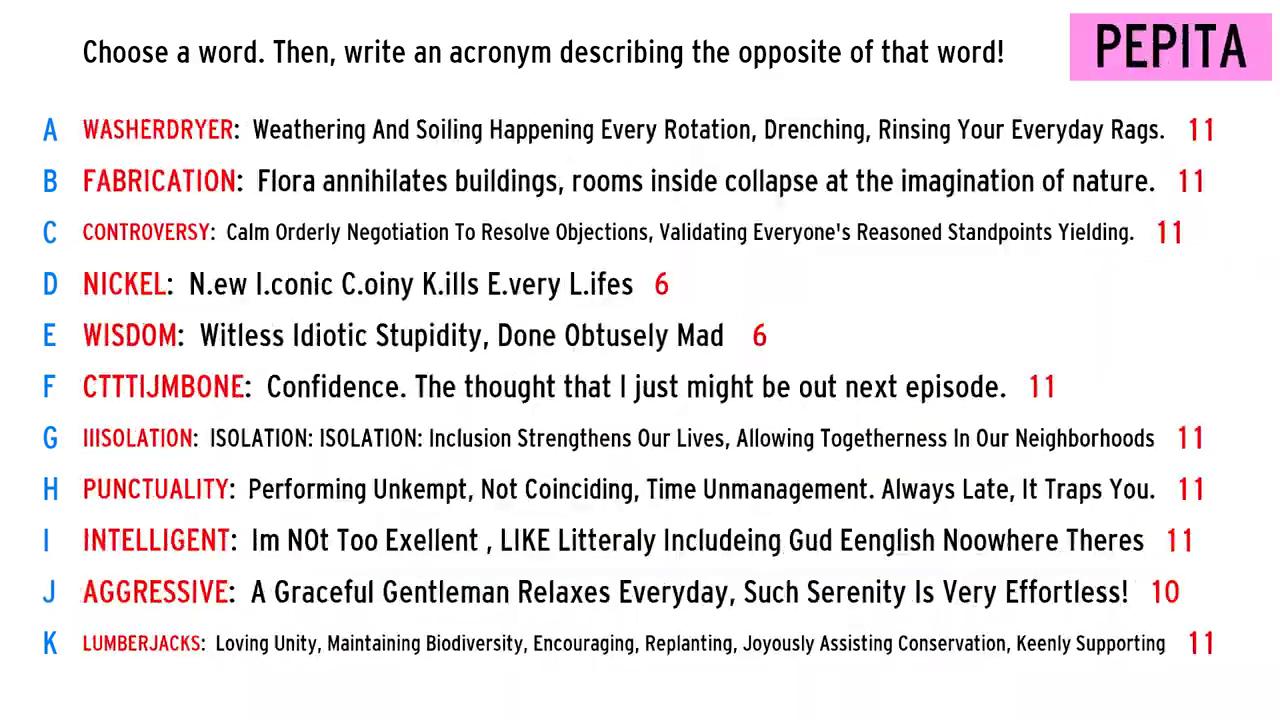 Choose a word. Then, write an acronym describing the opposite of that word!
PEPITA
A WASHERDRYER: Weathering And Soiling Happening Every Rotation, Drenching, Rinsing Your Everyday Rags. 11
B FABRICATION: Flora annihilates buildings, rooms inside collapse at the imagination of nature. 11
C CONTROVERSY: Calm Orderly Negotiation To Resolve Objections, Validating Everyone's Reasoned Standpoints Yielding. 11
D NICKEL: N.ew I.conic C.oiny K.ills E.very L.ifes 6
E WISDOM: Witless Idiotic Stupidity, Done Obtusely Mad 6
F CTTTIJMBONE: Confidence. The thought that I just might be out next episode. 11
G IIISOLATION: ISOLATION: ISOLATION: Inclusion Strengthens Our Lives, Allowing Togetherness In Our Neighborhoods 11
H PUNCTUALITY: Performing Unkempt, Not Coinciding, Time Unmanagement. Always Late, It Traps You. 11
I INTELLIGENT: Im NOt Too Exellent , LIKE Litteraly Includeing Gud Eenglish Noowhere Theres 11
J AGGRESSIVE: A Graceful Gentleman Relaxes Everyday, Such Serenity Is Very Effortless! 10
K LUMBERJACKS: Loving Unity, Maintaining Biodiversity, Encouraging, Replanting, Joyously Assisting Conservation, Keenly Supporting 11